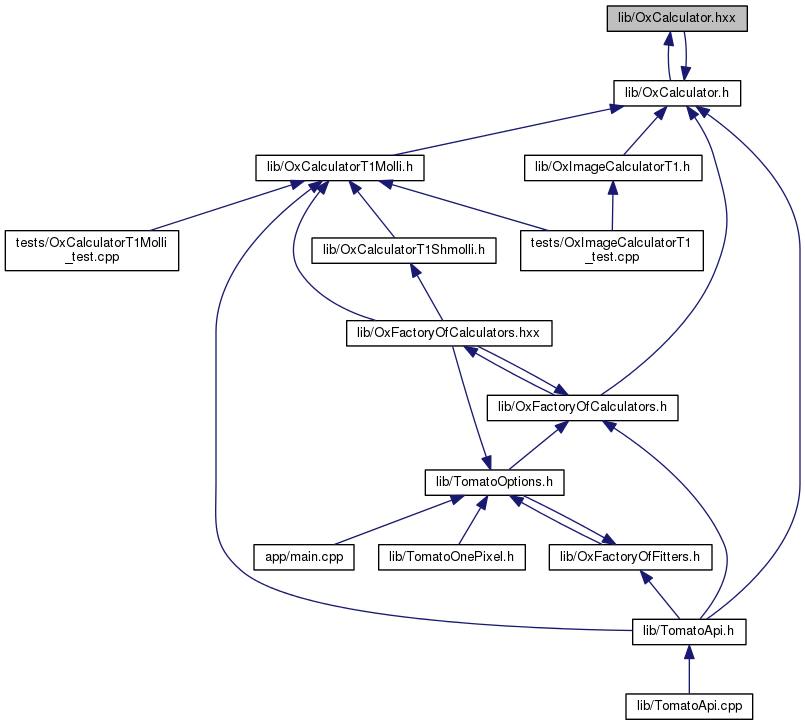 lib/OxCalculator.hxx
lib/OxCalculator.h
lib/OxCalculatorT1Molli.h
lib/OxImageCalculatorT1.h
tests/OxCalculatorT1Molli
_test.cpp
lib/OxCalculatorT1Shmolli.h
tests/OxImageCalculatorT1
_test.cpp
lib/OxFactoryOfCalculators.hxx
lib/OxFactoryOfCalculators.h
lib/TomatoOptions.h
app/main.cpp
lib/TomatoOnePixel.h
lib/OxFactoryOfFitters.h
lib/TomatoApi.h
lib/TomatoApi.cpp